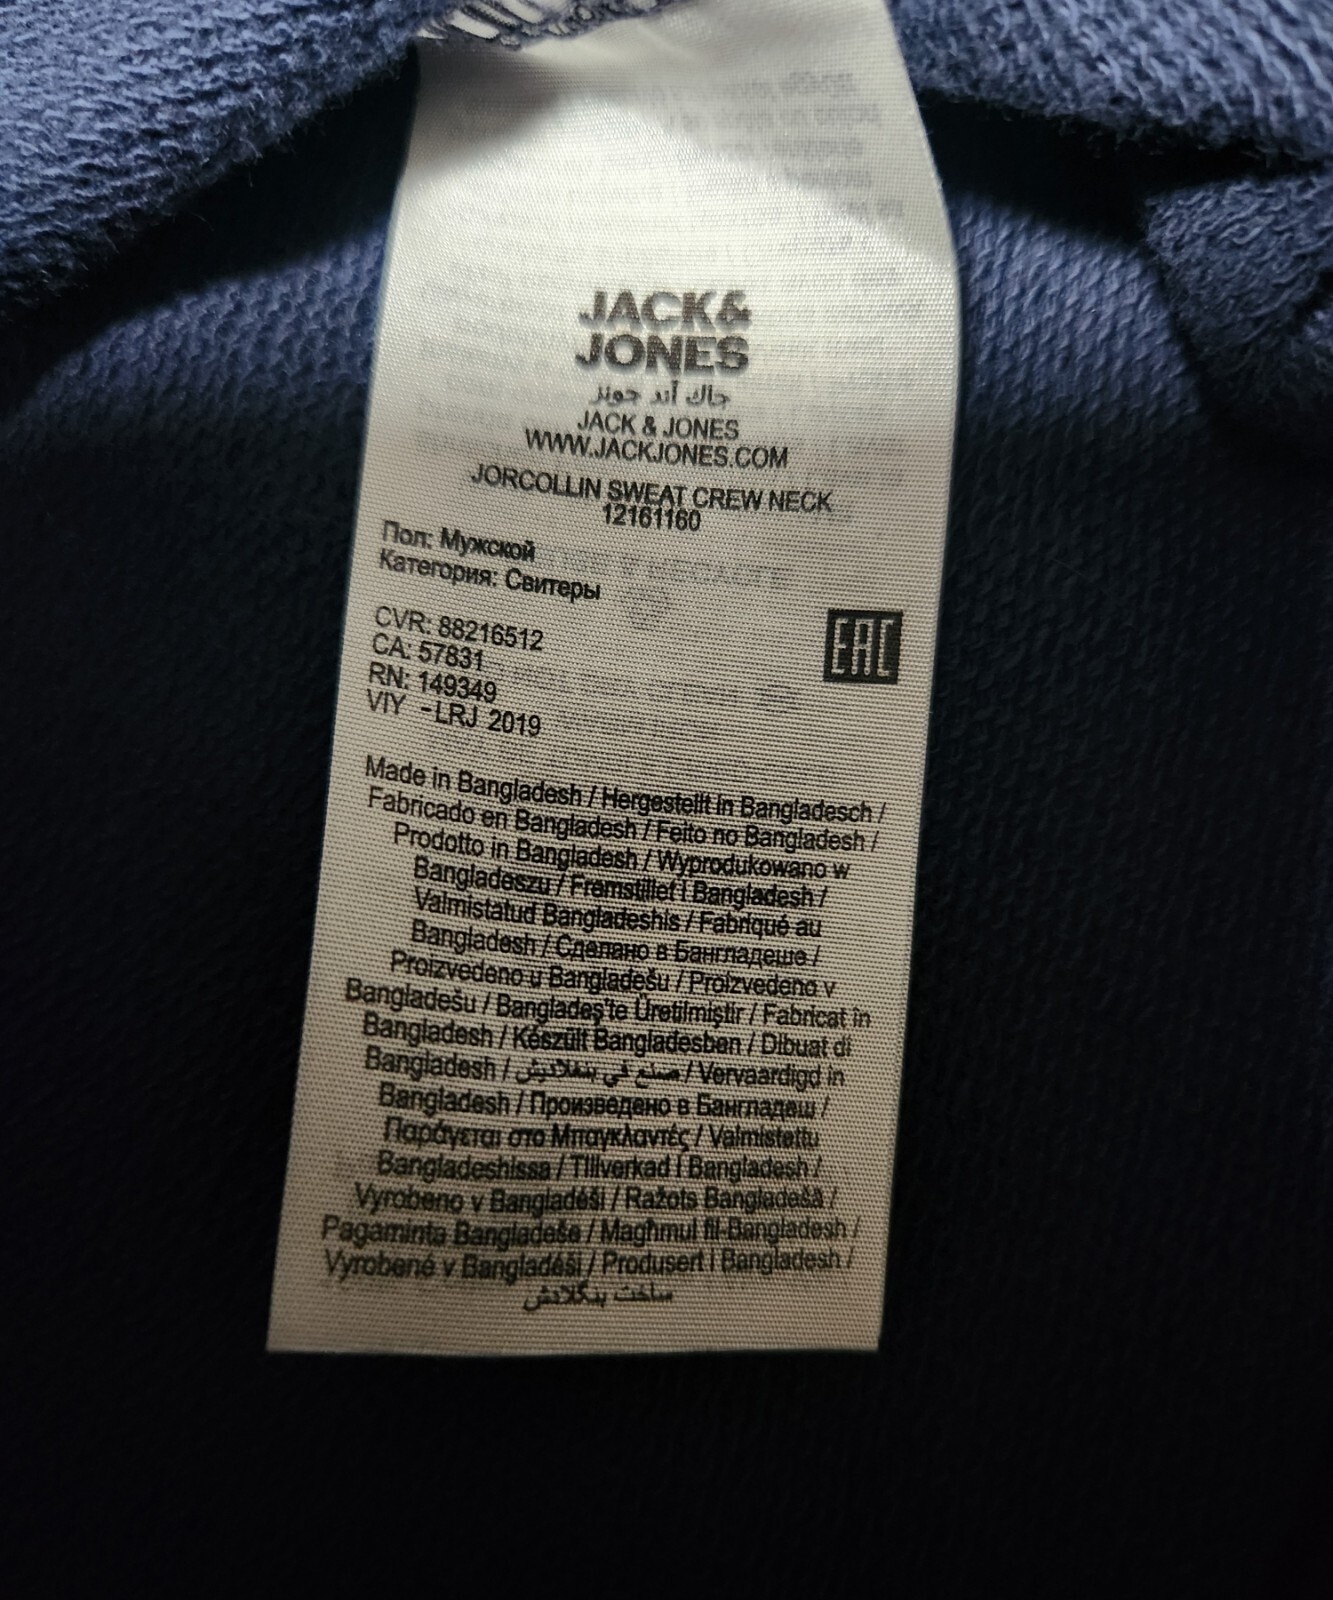 JACK&
JONES
جاك أند جونز
JACK & JONES
WWW.JACKJONES.COM
JORCOLLIN SWEAT CREW NECK
12161160
Пол: Мужской
Категория: Свитеры
EAC
CVR: 88216512
CA: 57831
RN: 149349
VIY -LRJ 2019
Made in Bangladesh / Hergestellt in Bangladesch /
Fabricado en Bangladesh / Feito no Bangladesh /
Prodotto in Bangladesh / Wyprodukowano w
Bangladeszu / Fremstillet i Bangladesh /
Valmistatud Bangladeshis / Fabriqué au
Bangladesh / Сделано в Бангладеше /
Proizvedeno u Bangladešu / Proizvedeno v
Bangladešu / Bangladeş'te Üretilmiştir / Fabricat in
Bangladesh / Készült Bangladesben / Dibuat di
Bangladesh / صنع في بنغلاديش / Vervaardigd in
Bangladesh / Произведено в Бангладеш /
Παράγεται στο Μπαγκλαντές / Valmistettu
Bangladeshissa / Tillverkad i Bangladesh /
Vyrobeno v Bangladéši / Ražots Bangladešā /
Pagaminta Bangladeše / Magħmul fil-Bangladesh /
Vyrobené v Bangladéši / Produsert i Bangladesh /
ساخت بنگلادش